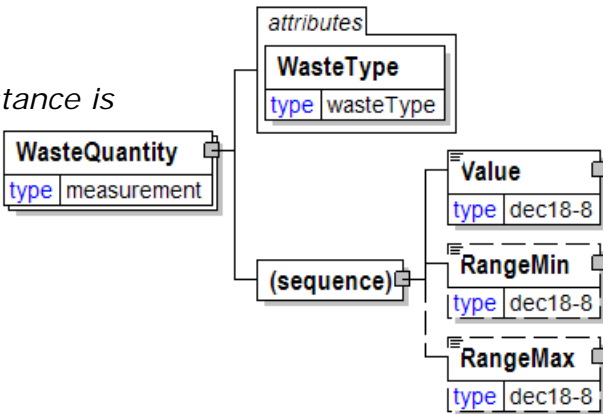 attributes
WasteType
type wasteType
tance is
WasteQuantity
type measurement
Value
type dec18-8
(sequence)
RangeMin
type dec18-8
RangeMax
type dec18-8